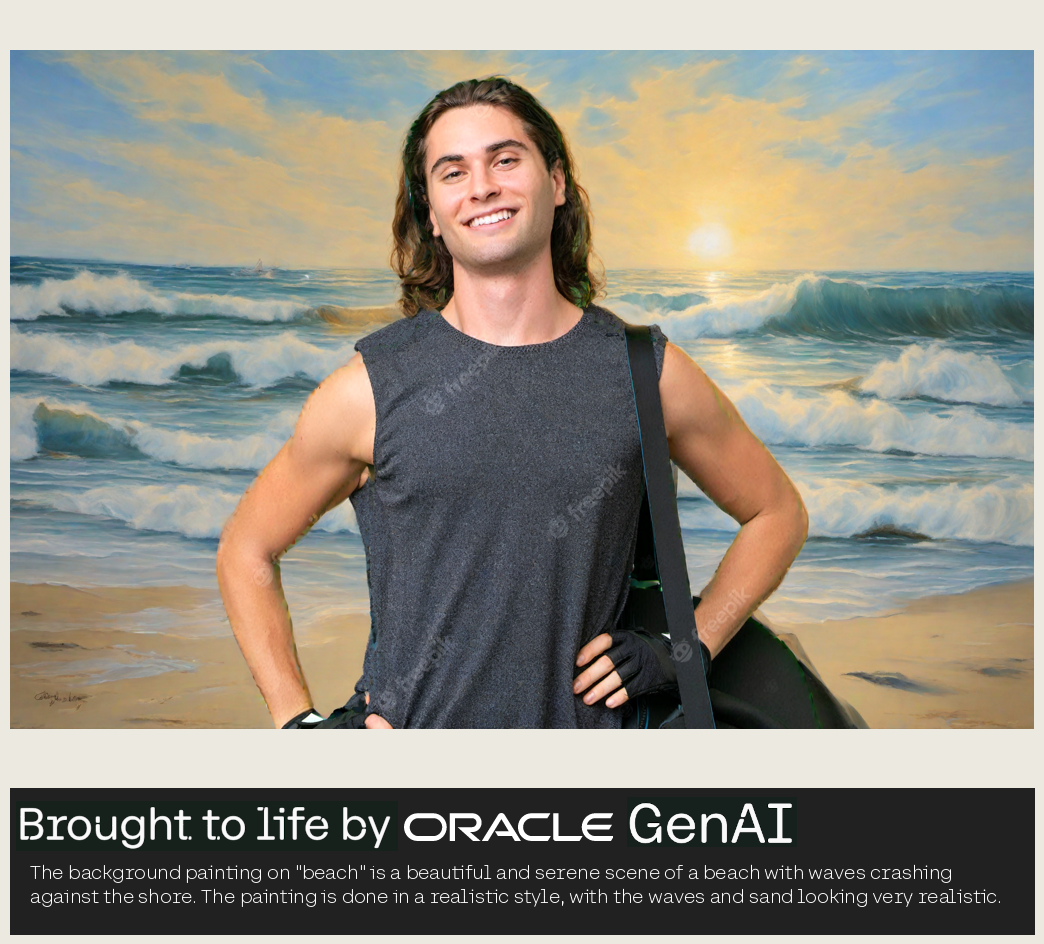 freepik
freepik
freepik
freepik
Brought to life by ORACLE GenAI
The background painting on "beach" is a beautiful and serene scene of a beach with waves crashing
against the shore. The painting is done in a realistic style, with the waves and sand looking very realistic.